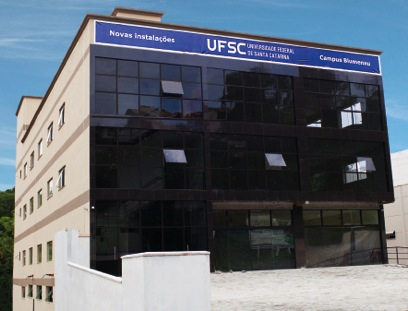 Novas instalações
UFSC
UNIVERSIDADE FEDERAL
DE SANTA CATARINA
Campus Blumenau